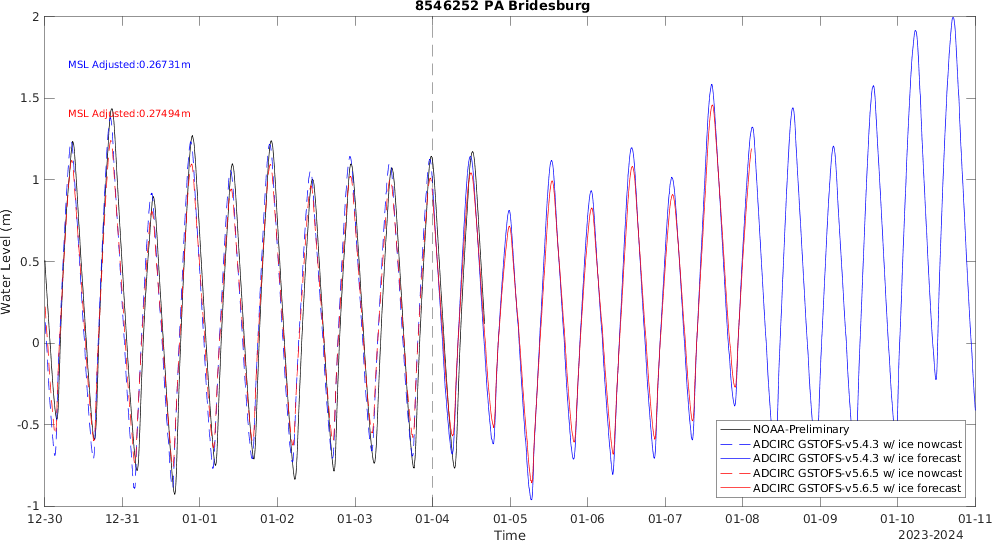 8546252 PA Bridesburg
MSL Adjusted:0.26731m
MSL Adjusted:0.27494m
Water Level (m)
2
1.5
1
0.5
0
-0.5
-1
12-30 12-31 01-01 01-02 01-03 01-04 01-05 01-06 01-07 01-08 01-09 01-10 01-11
Time
2023-2024
NOAA-Preliminary
ADCIRC GSTOFS-v5.4.3 w/ ice nowcast
ADCIRC GSTOFS-v5.4.3 w/ ice forecast
ADCIRC GSTOFS-v5.6.5 w/ ice nowcast
ADCIRC GSTOFS-v5.6.5 w/ ice forecast